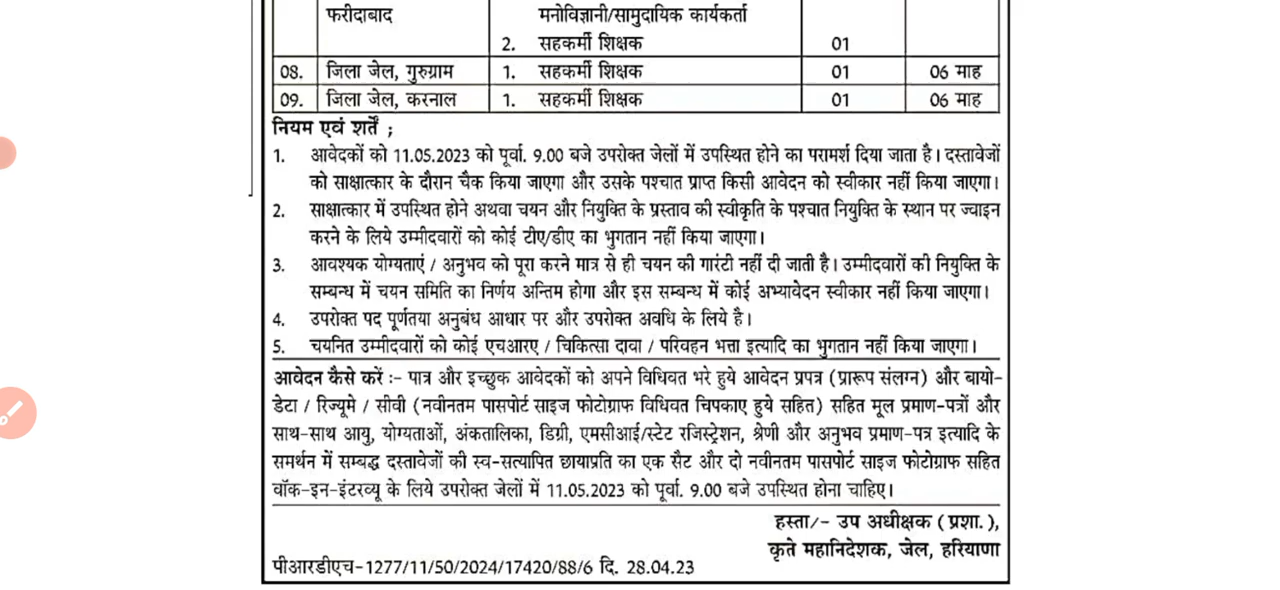 फरीदाबाद मनोविज्ञानी/सामुदायिक कार्यकर्ता
2. सहकर्मी शिक्षक 01
08. जिला जेल, गुरुग्राम 1. सहकर्मी शिक्षक 01 06 माह
09. जिला जेल, करनाल 1. सहकर्मी शिक्षक 01 06 माह
नियम एवं शर्तें ;
1. आवेदकों को 11.05.2023 को पूर्वा. 9.00 बजे उपरोक्त जेलों में उपस्थित होने का परामर्श दिया जाता है। दस्तावेजों
को साक्षात्कार के दौरान चैक किया जाएगा और उसके पश्चात प्राप्त किसी आवेदन को स्वीकार नहीं किया जाएगा।
2. साक्षात्कार में उपस्थित होने अथवा चयन और नियुक्ति के प्रस्ताव की स्वीकृति के पश्चात नियुक्ति के स्थान पर ज्वाइन
करने के लिये उम्मीदवारों को कोई टीए/डीए का भुगतान नहीं किया जाएगा।
3. आवश्यक योग्यताएं / अनुभव को पूरा करने मात्र से ही चयन की गारंटी नहीं दी जाती है। उम्मीदवारों की नियुक्ति के
सम्बन्ध में चयन समिति का निर्णय अन्तिम होगा और इस सम्बन्ध में कोई अभ्यावेदन स्वीकार नहीं किया जाएगा।
4. उपरोक्त पद पूर्णतया अनुबंध आधार पर और उपरोक्त अवधि के लिये है।
5. चयनित उम्मीदवारों को कोई एचआरए / चिकित्सा दावा / परिवहन भत्ता इत्यादि का भुगतान नहीं किया जाएगा।
आवेदन कैसे करें :- पात्र और इच्छुक आवेदकों को अपने विधिवत भरे हुये आवेदन प्रपत्र (प्रारूप संलग्न) और बायो-
डेटा / रिज्यूमे / सीवी (नवीनतम पासपोर्ट साइज फोटोग्राफ विधिवत चिपकाए हुये सहित) सहित मूल प्रमाण-पत्रों और
साथ-साथ आयु, योग्यताओं, अंकतालिका, डिग्री, एमसीआई/स्टेट रजिस्ट्रेशन, श्रेणी और अनुभव प्रमाण-पत्र इत्यादि के
समर्थन में सम्बद्ध दस्तावेजों की स्व-सत्यापित छायाप्रति का एक सैट और दो नवीनतम पासपोर्ट साइज फोटोग्राफ सहित
वॉक-इन-इंटरव्यू के लिये उपरोक्त जेलों में 11.05.2023 को पूर्वा. 9.00 बजे उपस्थित होना चाहिए।
हस्ता/- उप अधीक्षक (प्रशा.),
कृते महानिदेशक, जेल, हरियाणा
पीआरडीएच-1277/11/50/2024/17420/88/6 दि. 28.04.23